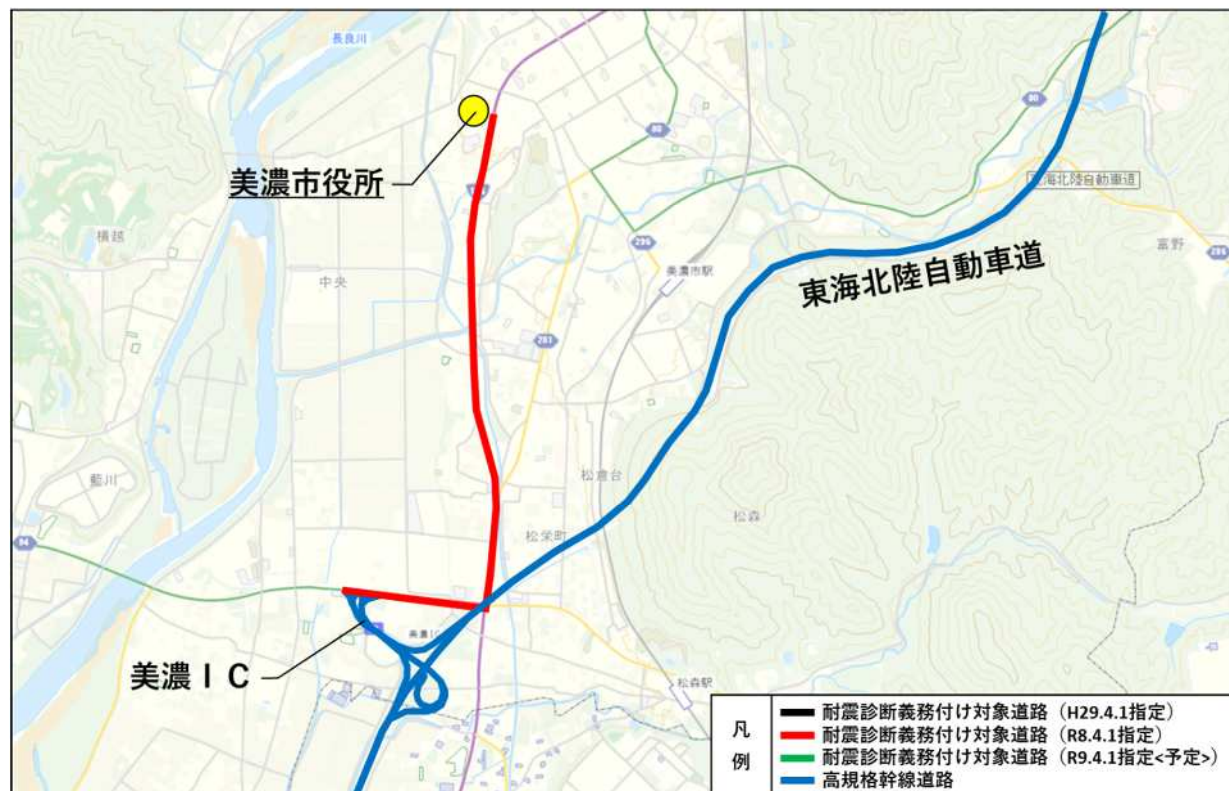 長良川
80
美濃市役所
80
東海北陸自動車道
横越
296
富野
296
美濃市駅
東海北陸自動車道
中央
281
藍川
松倉台
松森
松栄町
94
美濃IC
美濃IC
松森駅
凡例
耐震診断義務付け対象道路（H29.4.1指定）
耐震診断義務付け対象道路（R8.4.1指定）
耐震診断義務付け対象道路（R9.4.1指定<予定>）
高規格幹線道路